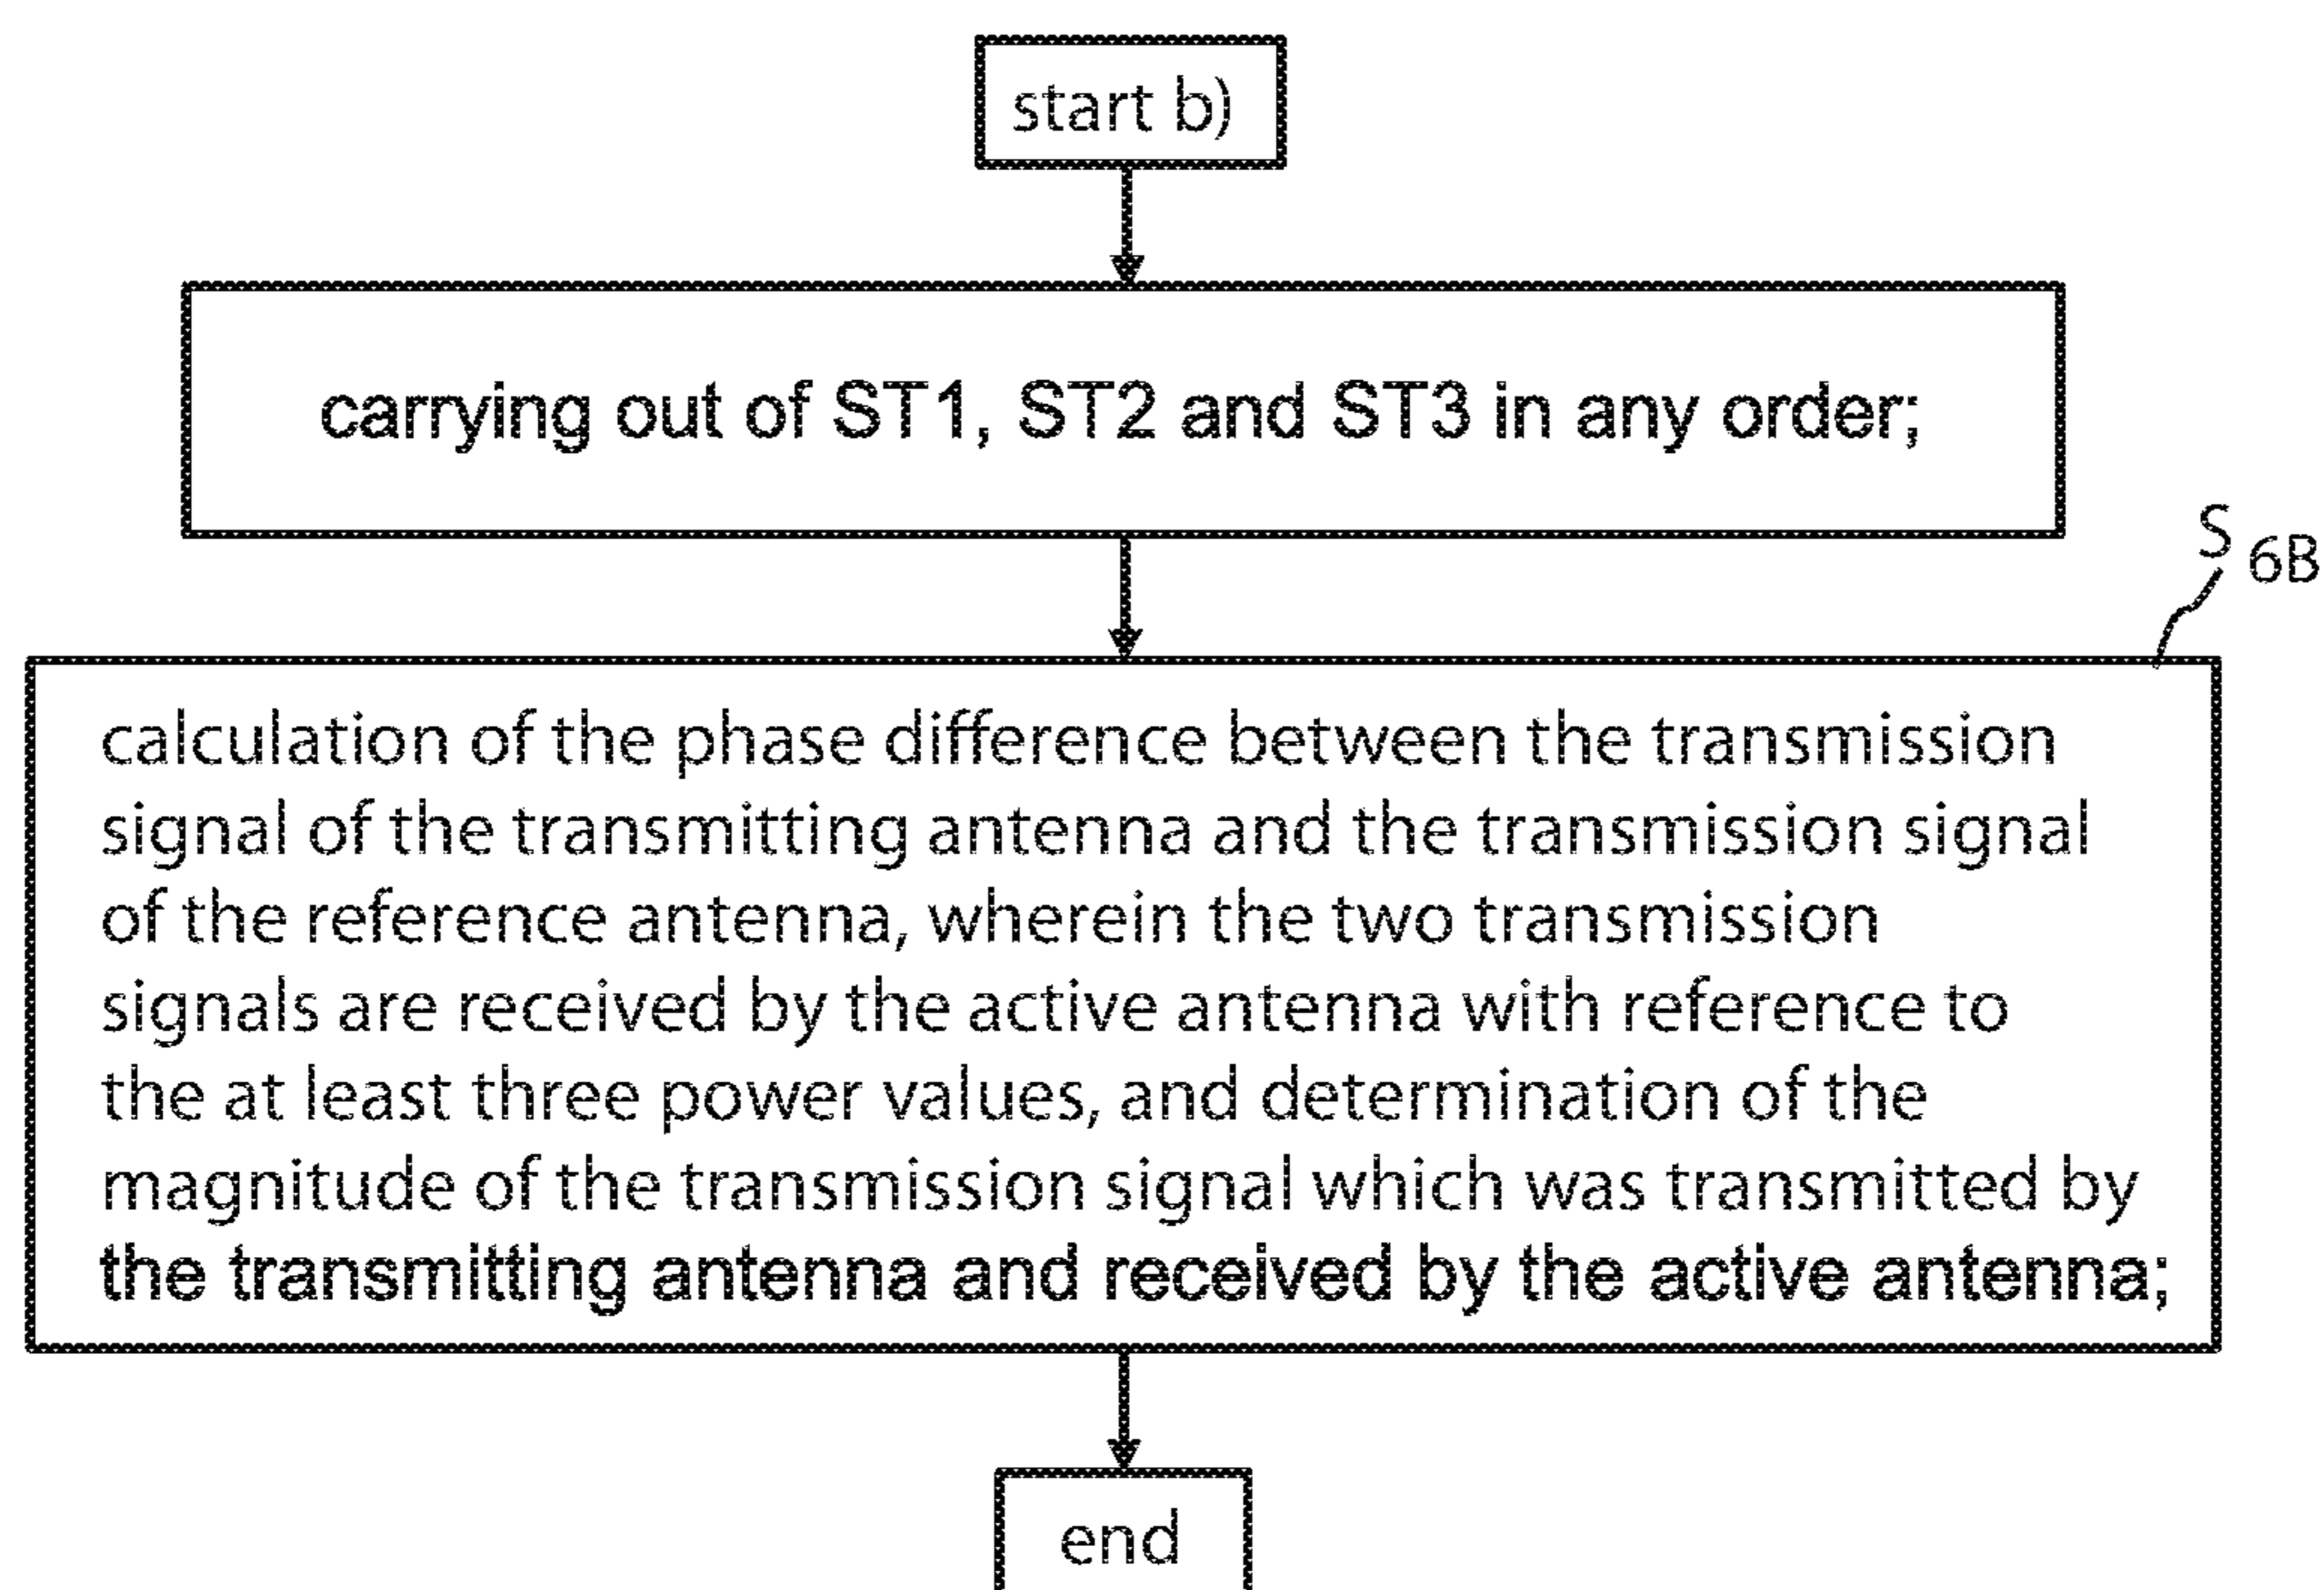 start b)
carrying out of ST1, ST2 and ST3 in any order;
S 6B
calculation of the phase difference between the transmission
signal of the transmitting antenna and the transmission signal
of the reference antenna, wherein the two transmission
signals are received by the active antenna with reference to
the at least three power values, and determination of the
magnitude of the transmission signal which was transmitted by
the transmitting antenna and received by the active antenna;
end